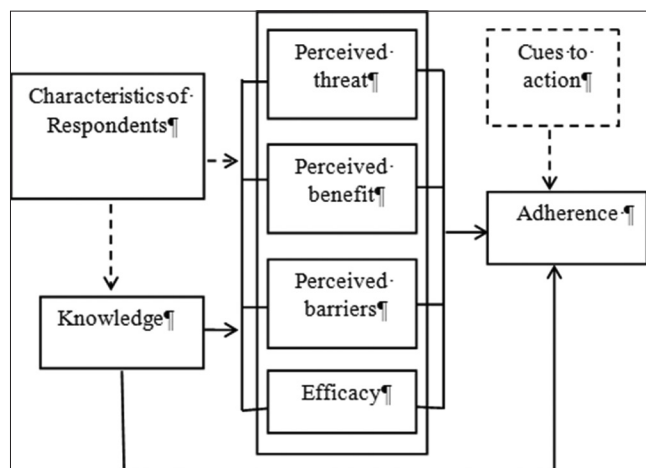 Characteristics·of·
Respondents¶
Knowledge¶
Perceived·
threat¶
Perceived·
benefit¶
Perceived·
barriers¶
Efficacy¶
Cues·to·
action¶
Adherence·¶